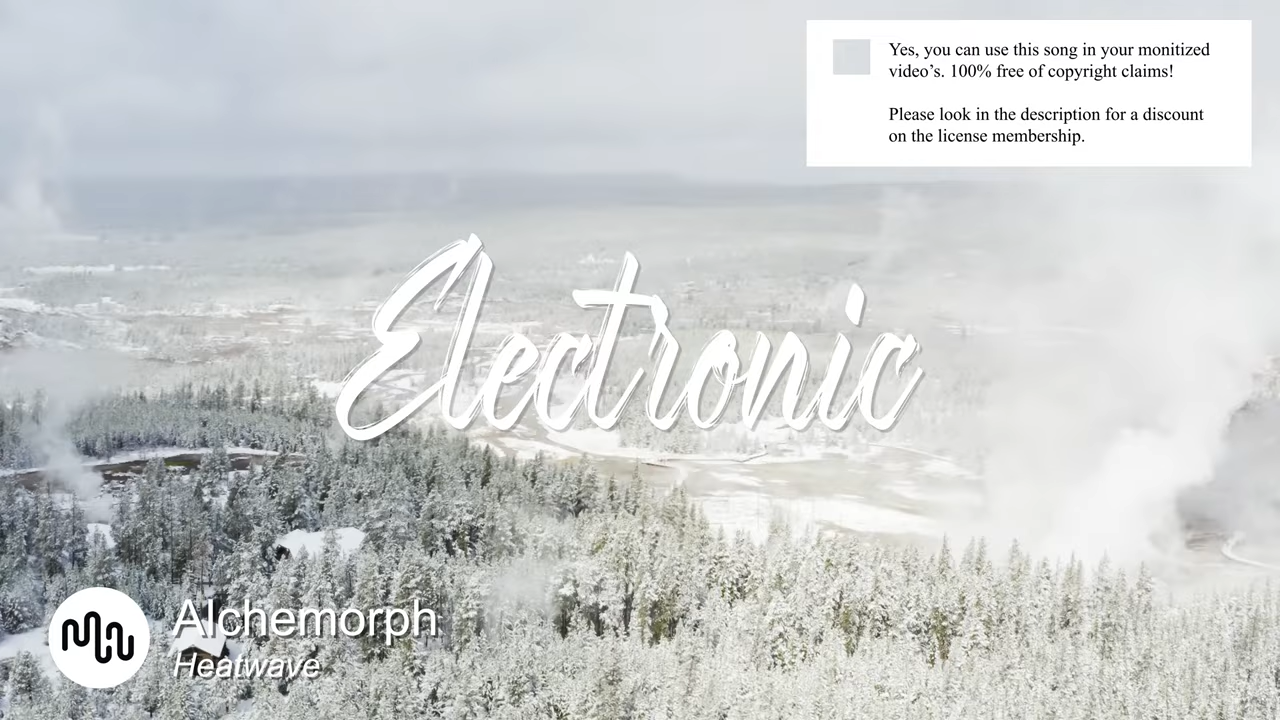 Yes, you can use this song in your monitized
video’s. 100% free of copyright claims!
Please look in the description for a discount
on the license membership.
Electronic
Alchemorph
Heatwave